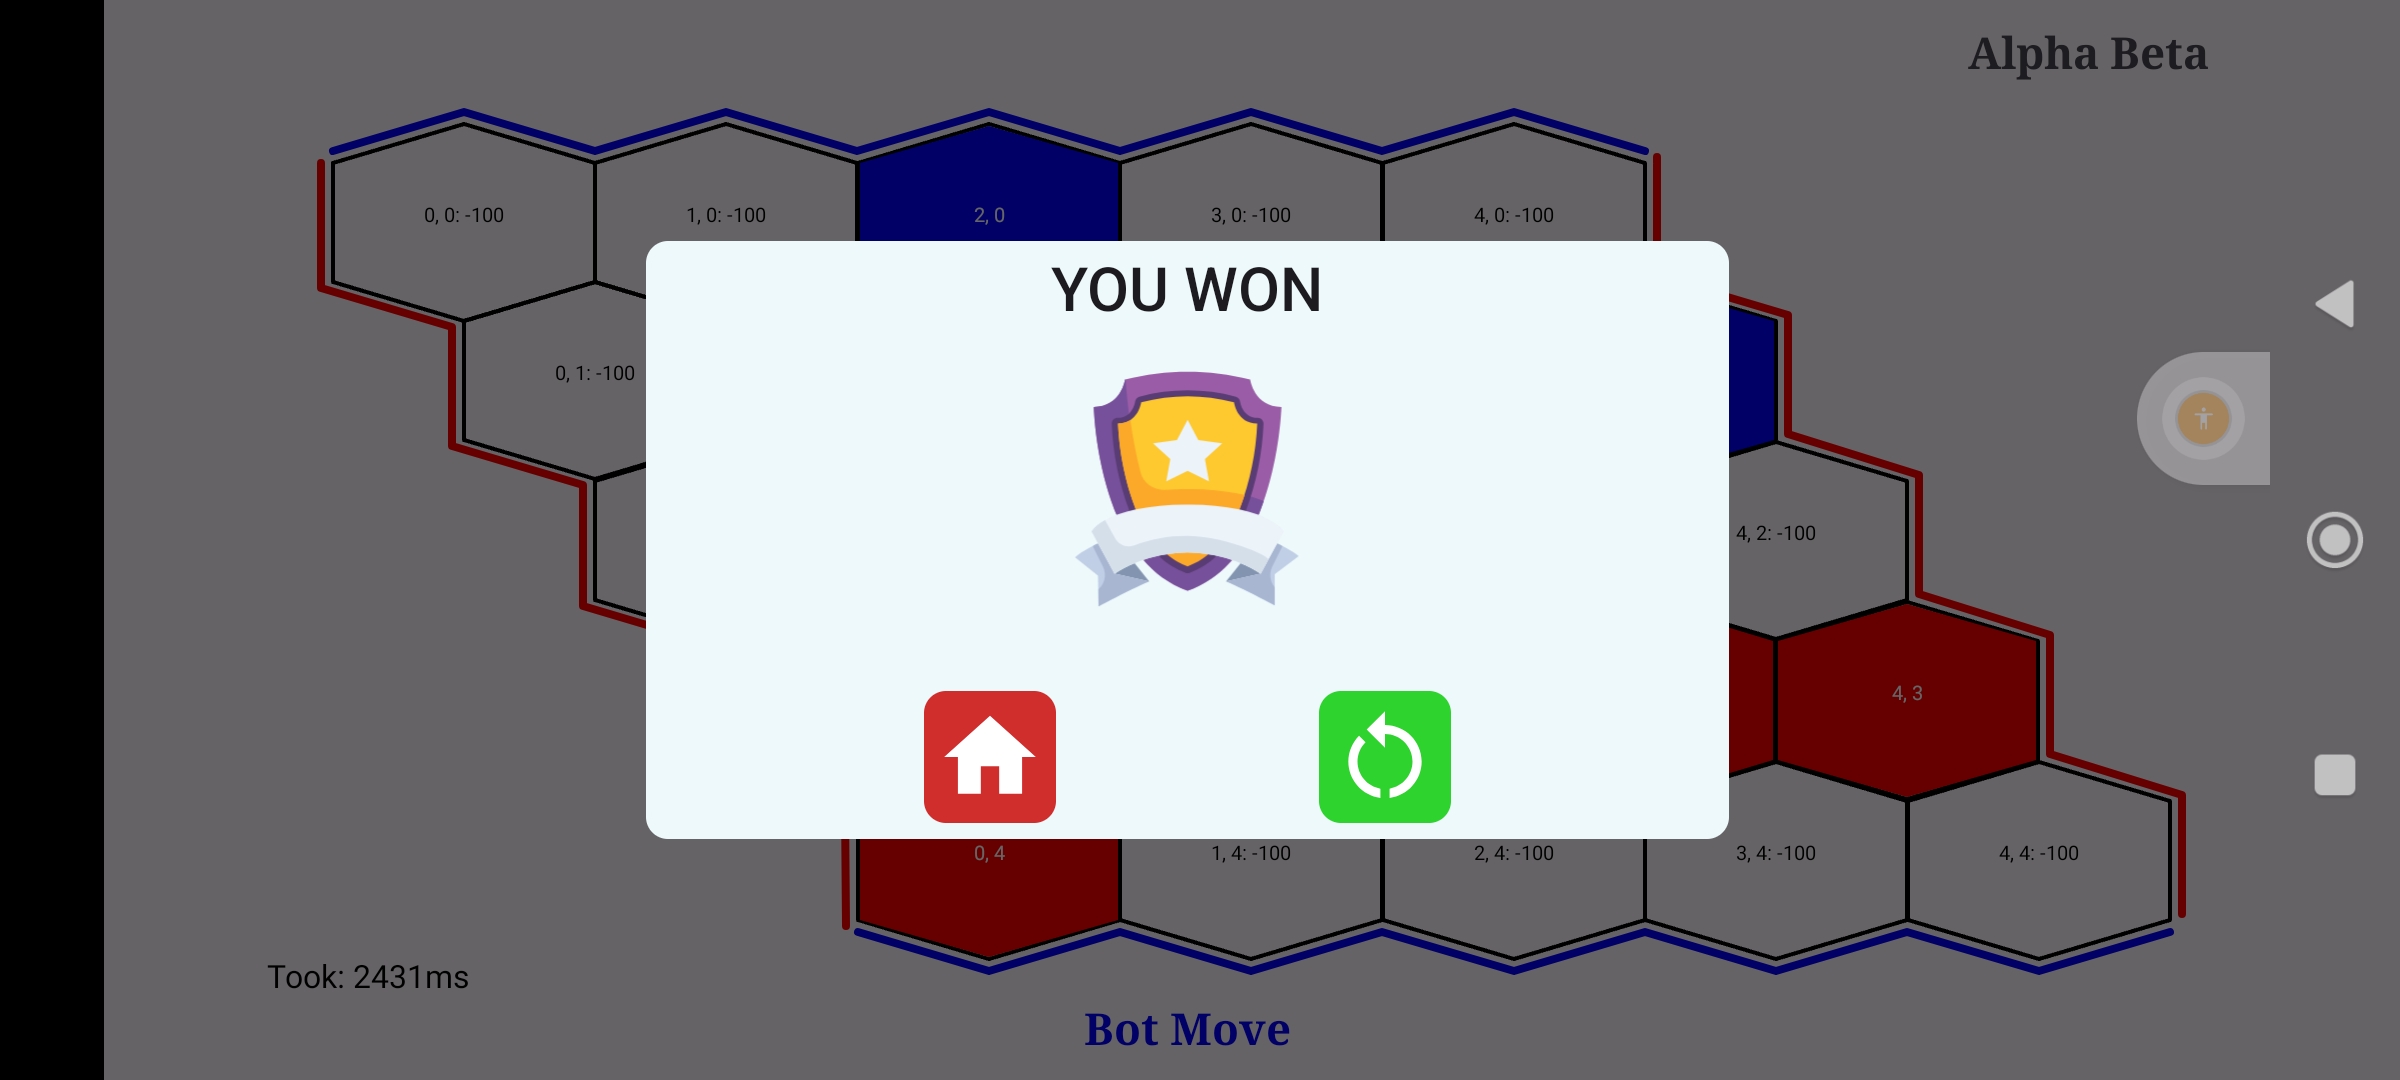 Alpha Beta
0, 0: -100
1, 0: -100
2, 0
3, 0: -100
4, 0: -100
YOU WON
0, 1: -100
4, 2: -100
4, 3
0, 4
1, 4: -100
2, 4: -100
3, 4: -100
4, 4: -100
Took: 2431ms
Bot Move